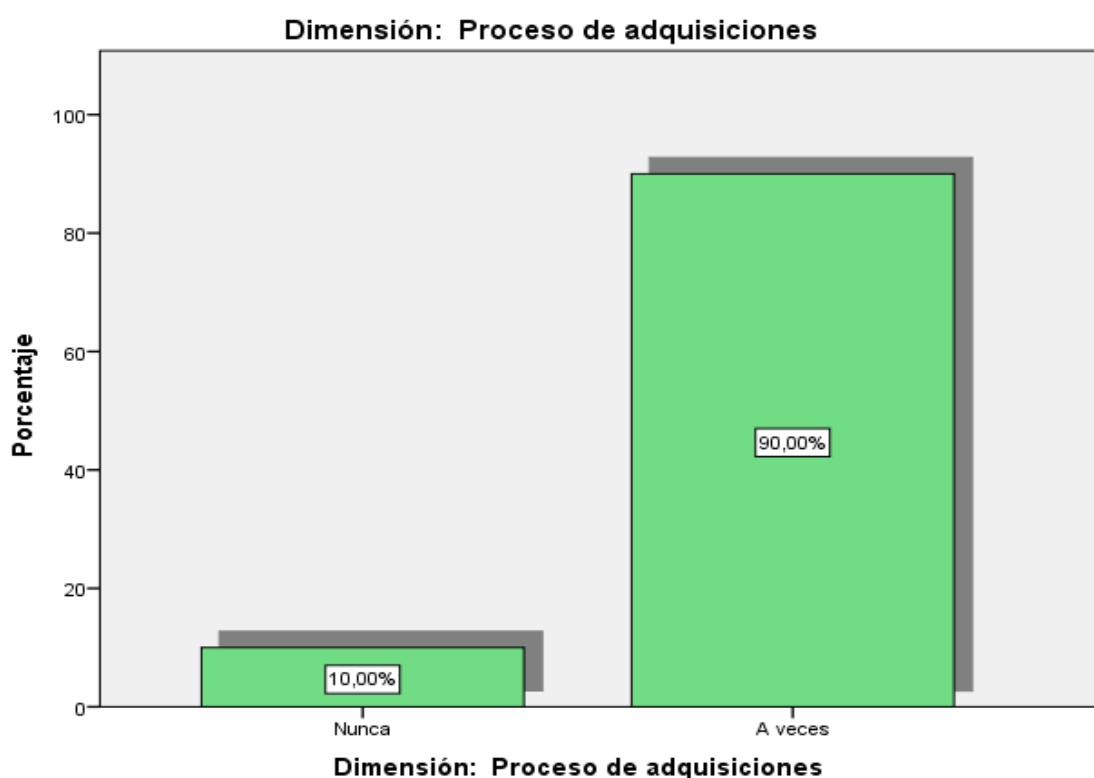 Dimensión: Proceso de adquisiciones
100
80
60
40
20
0
Porcentaje
10,00%
90,00%
Nunca
A veces
Dimensión: Proceso de adquisiciones